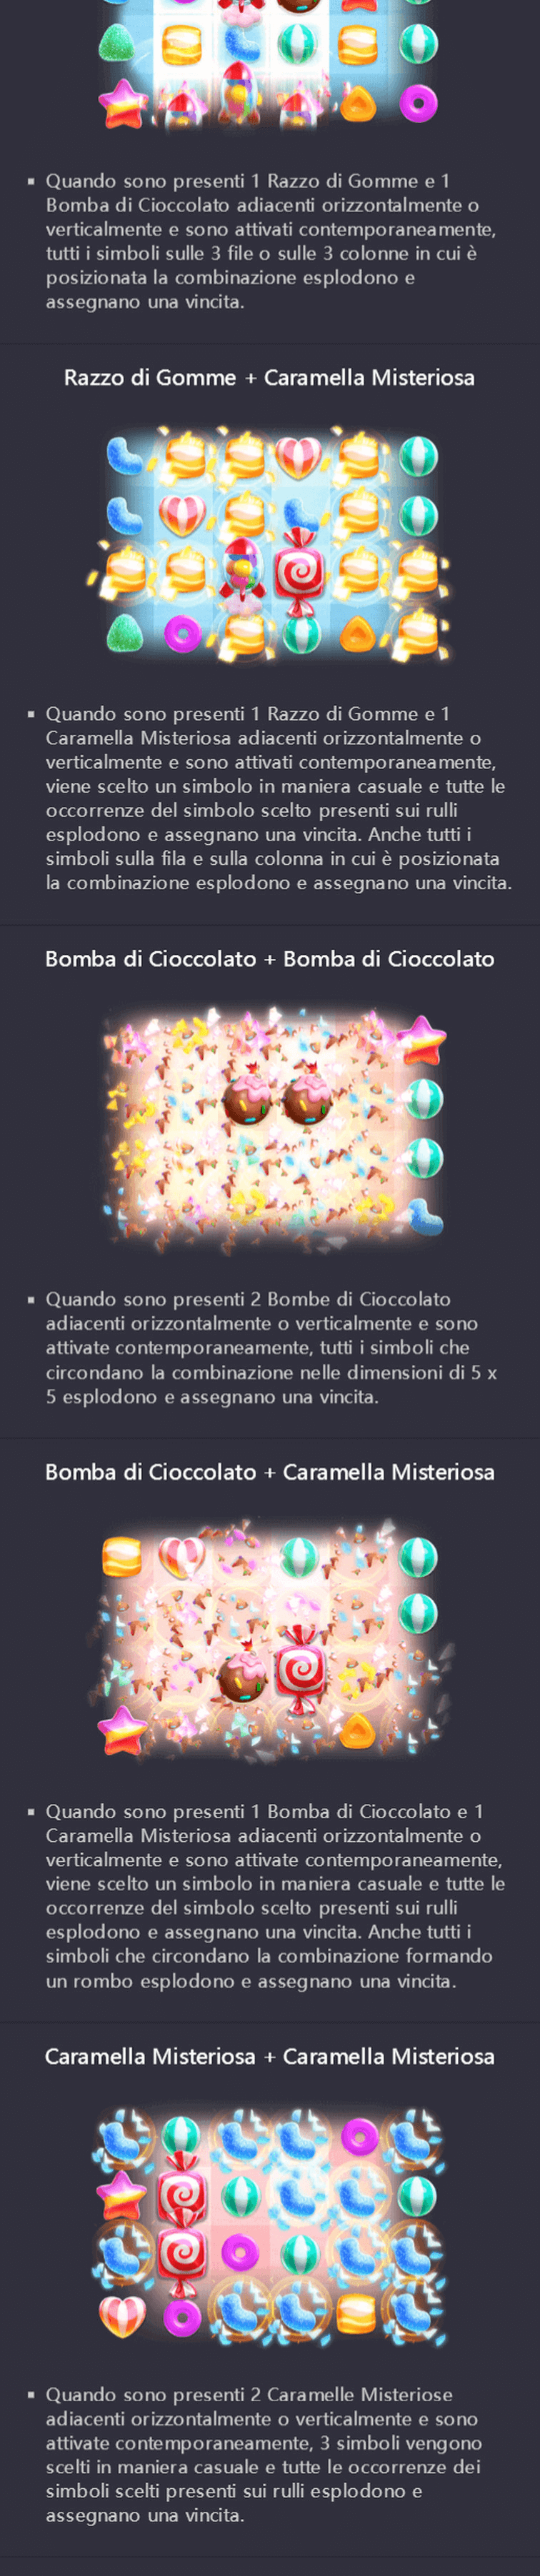 ▪ Quando sono presenti 1 Razzo di Gomme e 1
Bomba di Cioccolato adiacenti orizzontalmente o
verticalmente e sono attivati contemporaneamente,
tutti i simboli sulle 3 file o sulle 3 colonne in cui è
posizionata la combinazione esplodono e
assegnano una vincita.
Razzo di Gomme + Caramella Misteriosa
▪ Quando sono presenti 1 Razzo di Gomme e 1
Caramella Misteriosa adiacenti orizzontalmente o
verticalmente e sono attivati contemporaneamente,
viene scelto un simbolo in maniera casuale e tutte le
occorrenze del simbolo scelto presenti sui rulli
esplodono e assegnano una vincita. Anche tutti i
simboli sulla fila e sulla colonna in cui è posizionata
la combinazione esplodono e assegnano una vincita.
Bomba di Cioccolato + Bomba di Cioccolato
▪ Quando sono presenti 2 Bombe di Cioccolato
adiacenti orizzontalmente o verticalmente e sono
attivate contemporaneamente, tutti i simboli che
circondano la combinazione nelle dimensioni di 5 x
5 esplodono e assegnano una vincita.
Bomba di Cioccolato + Caramella Misteriosa
▪ Quando sono presenti 1 Bomba di Cioccolato e 1
Caramella Misteriosa adiacenti orizzontalmente o
verticalmente e sono attivate contemporaneamente,
viene scelto un simbolo in maniera casuale e tutte le
occorrenze del simbolo scelto presenti sui rulli
esplodono e assegnano una vincita. Anche tutti i
simboli che circondano la combinazione formando
un rombo esplodono e assegnano una vincita.
Caramella Misteriosa + Caramella Misteriosa
▪ Quando sono presenti 2 Caramelle Misteriose
adiacenti orizzontalmente o verticalmente e sono
attivate contemporaneamente, 3 simboli vengono
scelti in maniera casuale e tutte le occorrenze dei
simboli scelti presenti sui rulli esplodono e
assegnano una vincita.